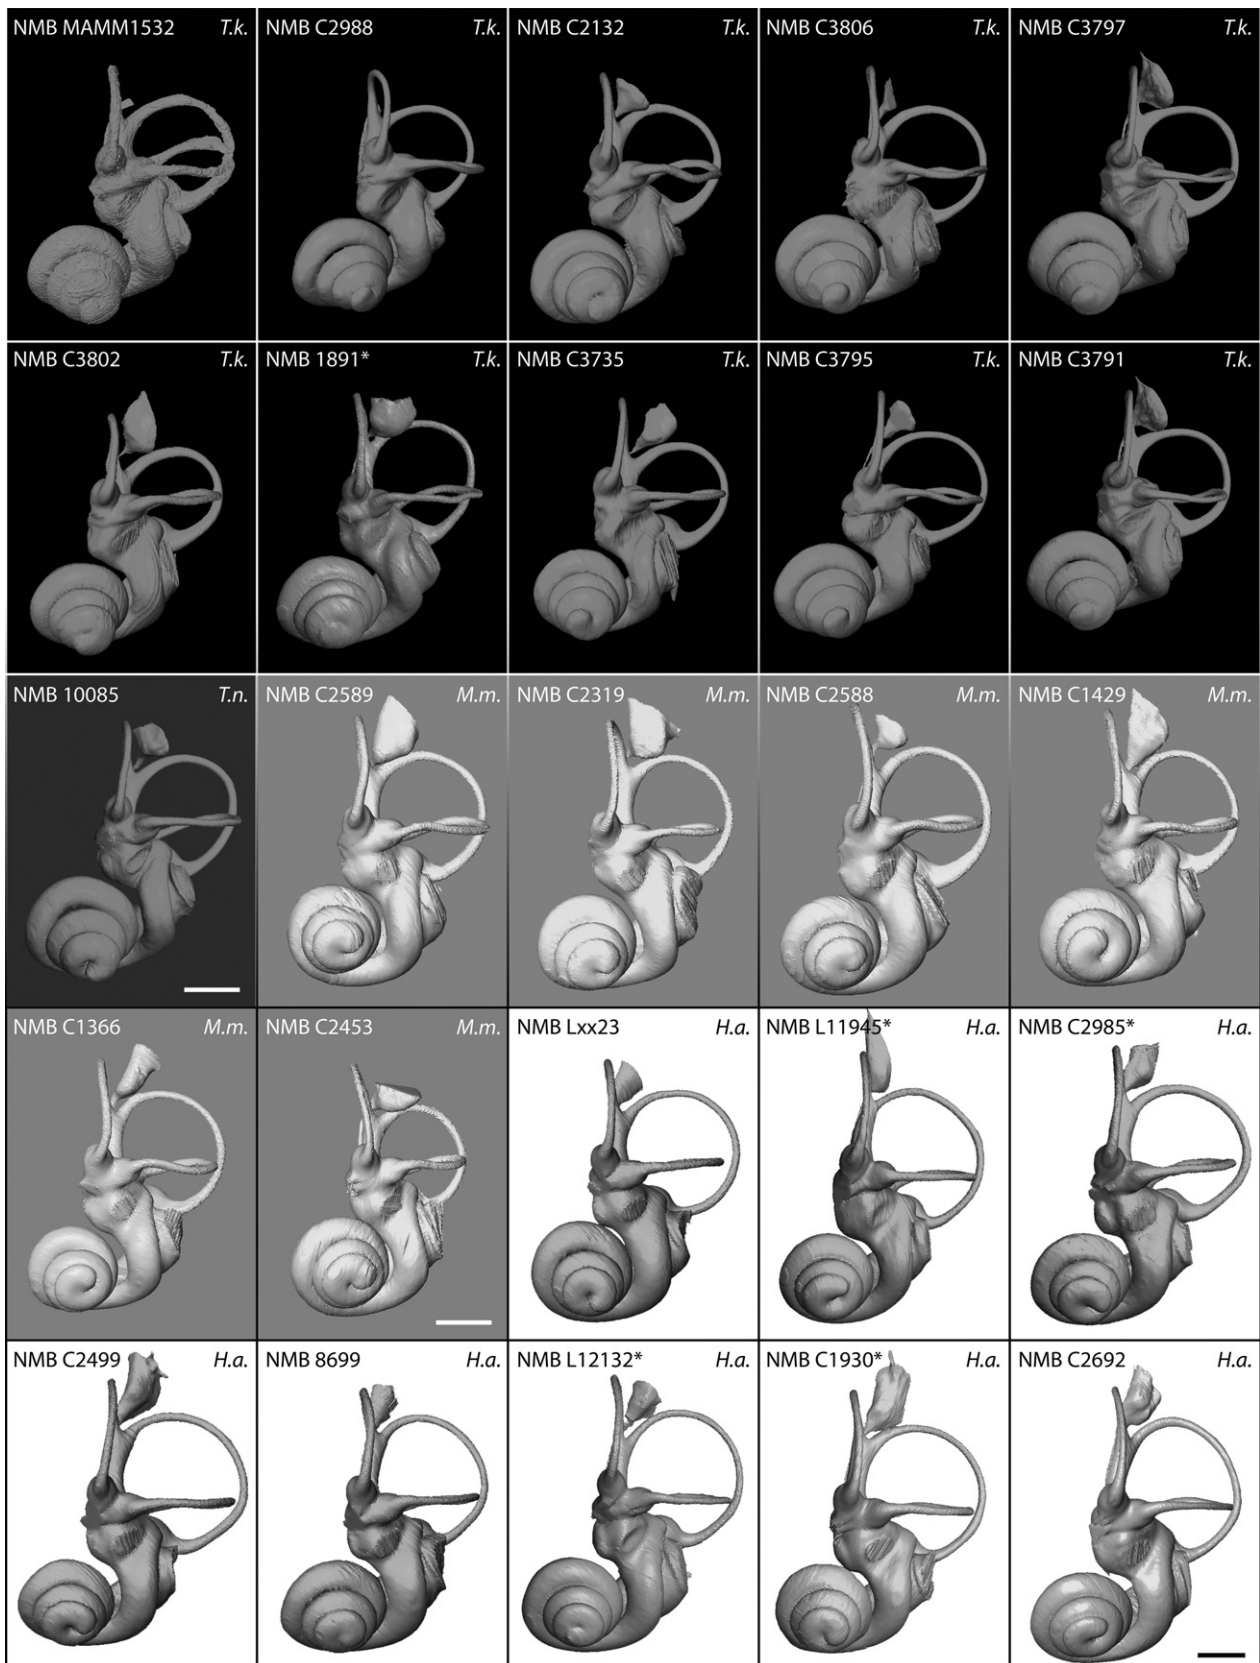 NMB MAMM1532 T.k. NMB C2988 T.k. NMB C2132 T.k. NMB C3806 T.k. NMB C3797 T.k.
NMB C3802 T.k. NMB 1891* T.k. NMB C3735 T.k. NMB C3795 T.k. NMB C3791 T.k.
NMB 10085 T.n. NMB C2589 M.m. NMB C2319 M.m. NMB C2588 M.m. NMB C1429 M.m.
NMB C1366 M.m. NMB C2453 M.m. NMB Lxx23 H.a. NMB L11945* H.a. NMB C2985* H.a.
NMB C2499 H.a. NMB 8699 H.a. NMB L12132* H.a. NMB C1930* H.a. NMB C2692 H.a.